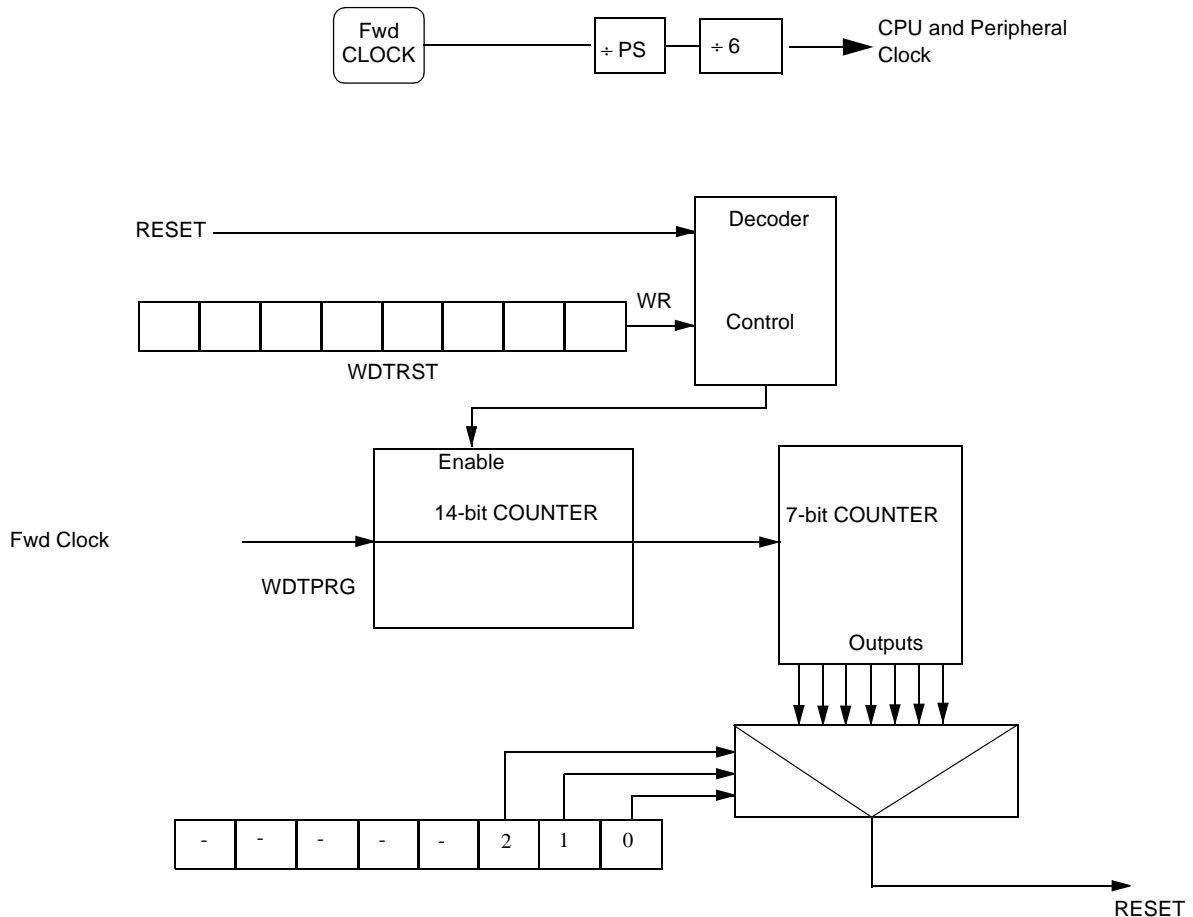 Fwd
CLOCK
÷ PS
÷ 6
CPU and Peripheral
Clock
RESET
Decoder
WR
Control
WDTRST
Enable
14-bit COUNTER
7-bit COUNTER
Fwd Clock
WDTPRG
Outputs
- - - - - 2 1 0
RESET